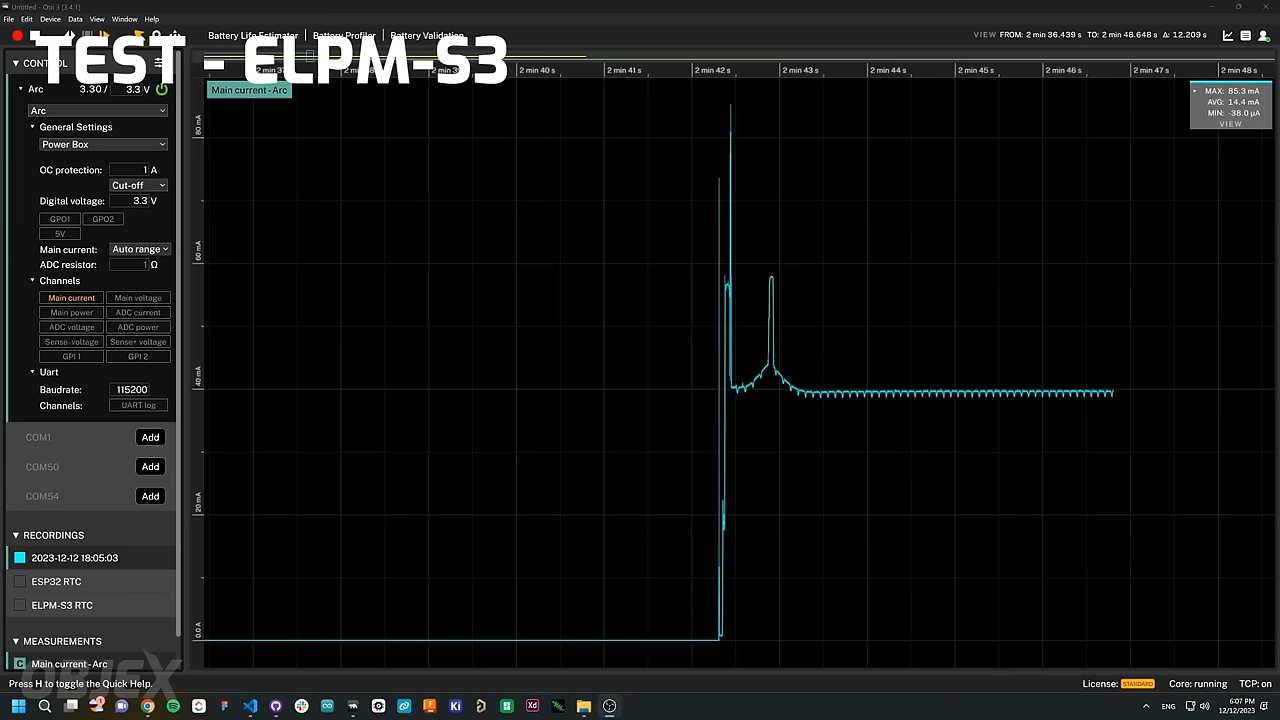 Untitled - Otii 3 [3.4.1]
File Edit Device Data View Window Help
TEST - ELPM-S3
Battery Life Estimator Battery Profiler Battery Validation
VIEW FROM: 2 min 36.439 s TO: 2 min 48.648 s Δ: 12.209 s
CONTROL
2 min 40 s 2 min 41 s 2 min 42 s 2 min 43 s 2 min 44 s 2 min 45 s 2 min 46 s 2 min 47 s 2 min 48 s
Arc 3.30 / 3.3 V
Main current - Arc
MAX: 85.3 mA
AVG: 14.4 mA
MIN: -38.0 µA
VIEW
Arc
General Settings
Power Box
OC protection: 1 A
Cut-off
Digital voltage: 3.3 V
GPO1 GPO2
5V
Main current: Auto range
ADC resistor: 1 Ω
Channels
Main current Main voltage
Main power ADC current
ADC voltage ADC power
Sense- voltage Sense+ voltage
GPI 1 GPI 2
Uart
Baudrate: 115200
Channels: UART log
COM1 Add
COM50 Add
COM54 Add
80 mA
60 mA
40 mA
20 mA
0.0 A
RECORDINGS
2023-12-12 18:05:03
ESP32 RTC
ELPM-S3 RTC
MEASUREMENTS
C Main current - Arc
OBJEX
Press H to toggle the Quick Help.
License: STANDARD Core: running TCP: on
ENG
6:07 PM
12/12/2023